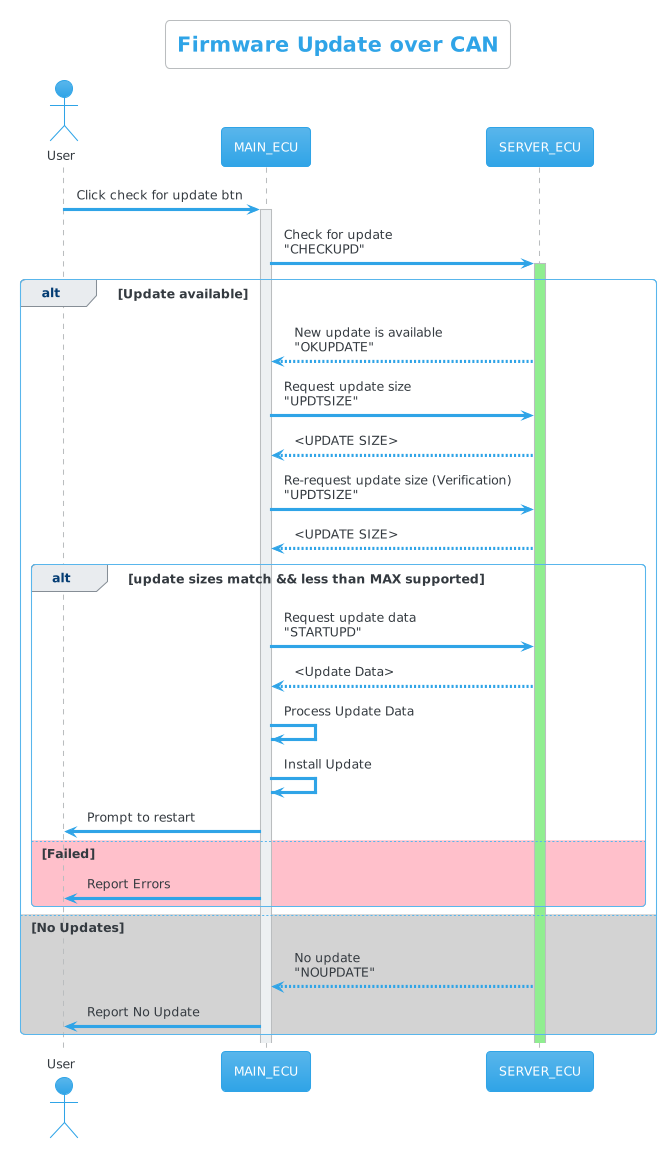 Firmware Update over CAN
User
MAIN_ECU
SERVER_ECU
Click check for update btn
Check for update
"CHECKUPD"
alt
[Update available]
New update is available
"OKUPDATE"
Request update size
"UPDTSIZE"
<UPDATE SIZE>
Re-request update size (Verification)
"UPDTSIZE"
<UPDATE SIZE>
alt
[update sizes match && less than MAX supported]
Request update data
"STARTUPD"
<Update Data>
Process Update Data
Install Update
Prompt to restart
[Failed]
Report Errors
[No Updates]
No update
"NOUPDATE"
Report No Update
User
MAIN_ECU
SERVER_ECU